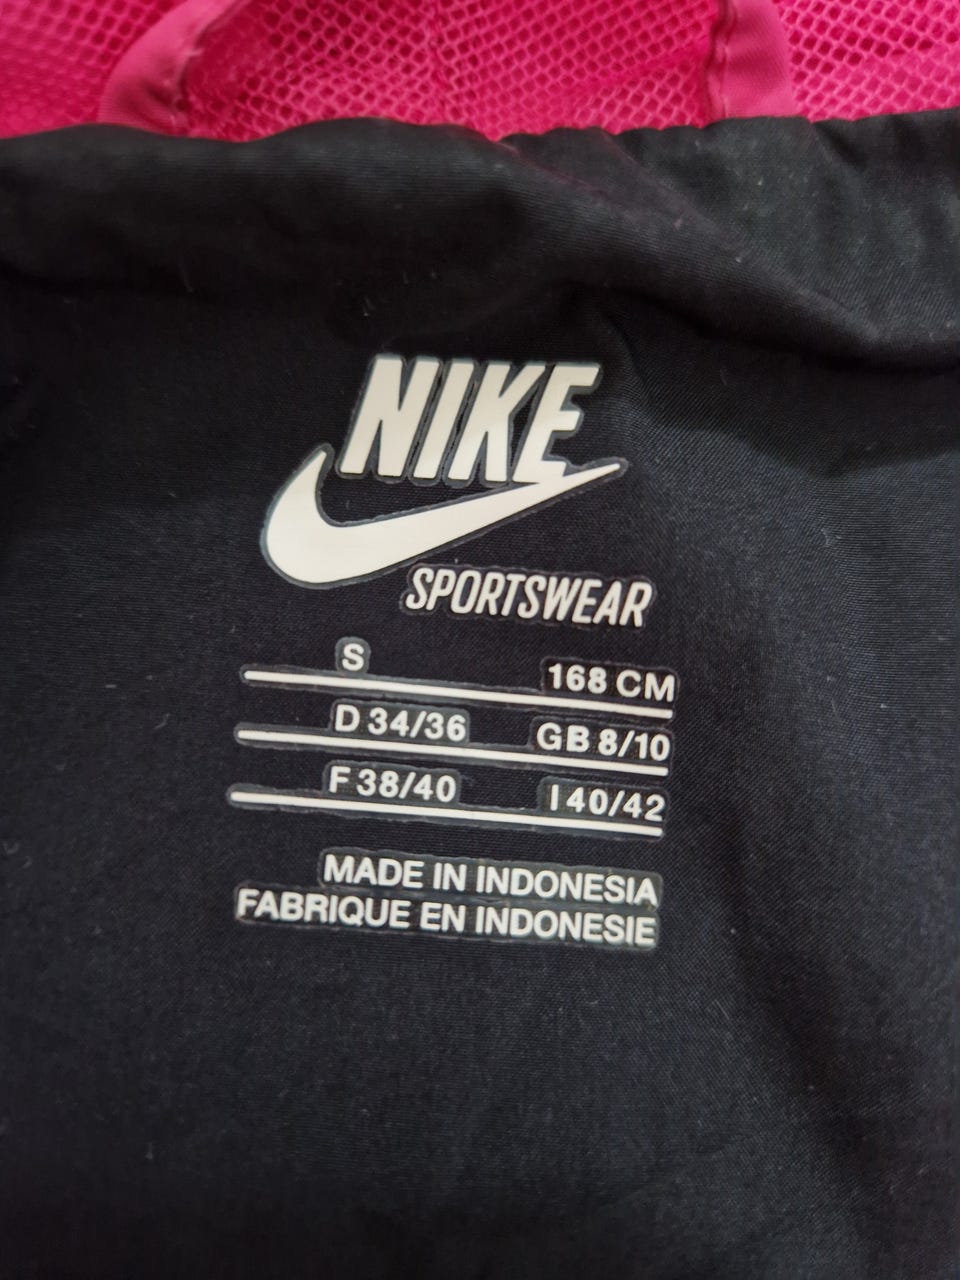 NIKE
SPORTSWEAR
S 168 CM
D 34/36 GB 8/10
F 38/40 I 40/42
MADE IN INDONESIA
FABRIQUE EN INDONESIE